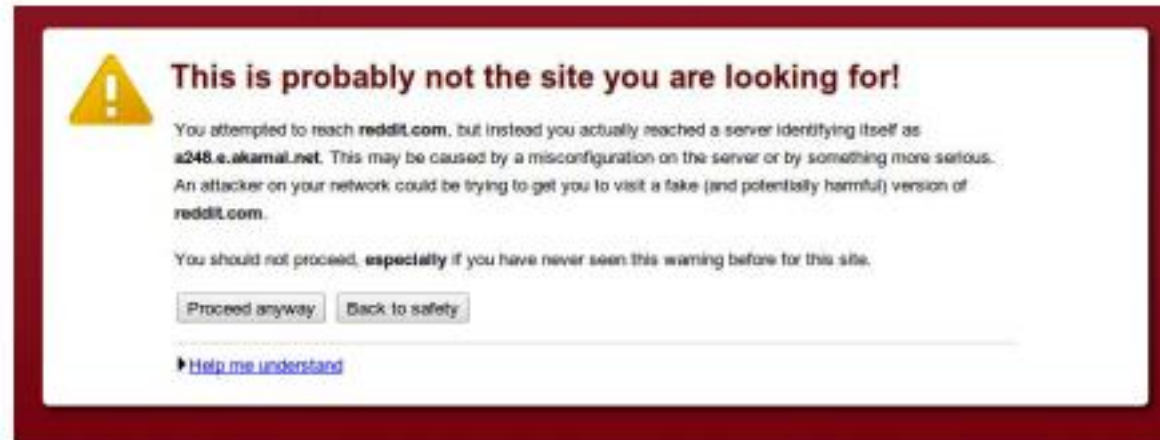 This is probably not the site you are looking for!
You attempted to reach reddit.com, but instead you actually reached a server identifying itself as
a248.e.akamai.net. This may be caused by a misconfiguration on the server or by something more serious.
An attacker on your network could be trying to get you to visit a fake (and potentially harmful) version of
reddit.com.
You should not proceed, especially if you have never seen this warning before for this site.
Proceed anyway Back to safety
Help me understand